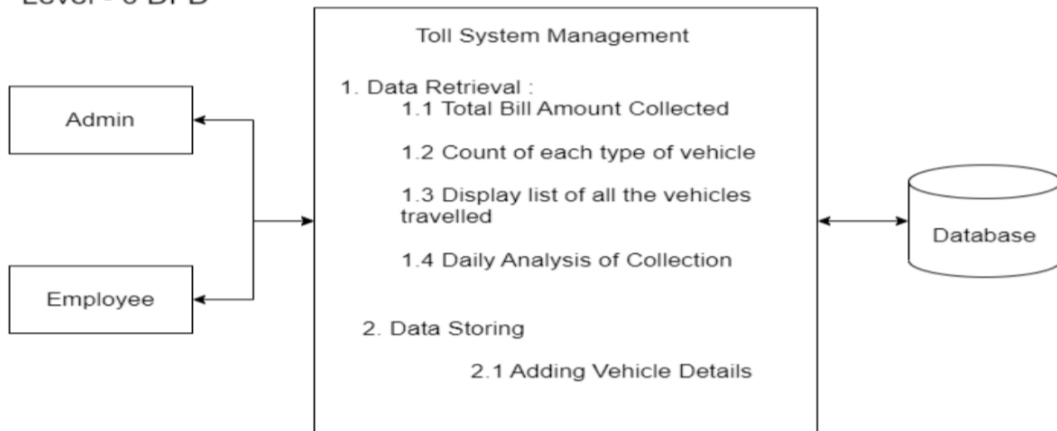 Level - 0 DFD
Toll System Management
1. Data Retrieval :
1.1 Total Bill Amount Collected
1.2 Count of each type of vehicle
1.3 Display list of all the vehicles
travelled
1.4 Daily Analysis of Collection
2. Data Storing
2.1 Adding Vehicle Details
Admin
Employee
Database